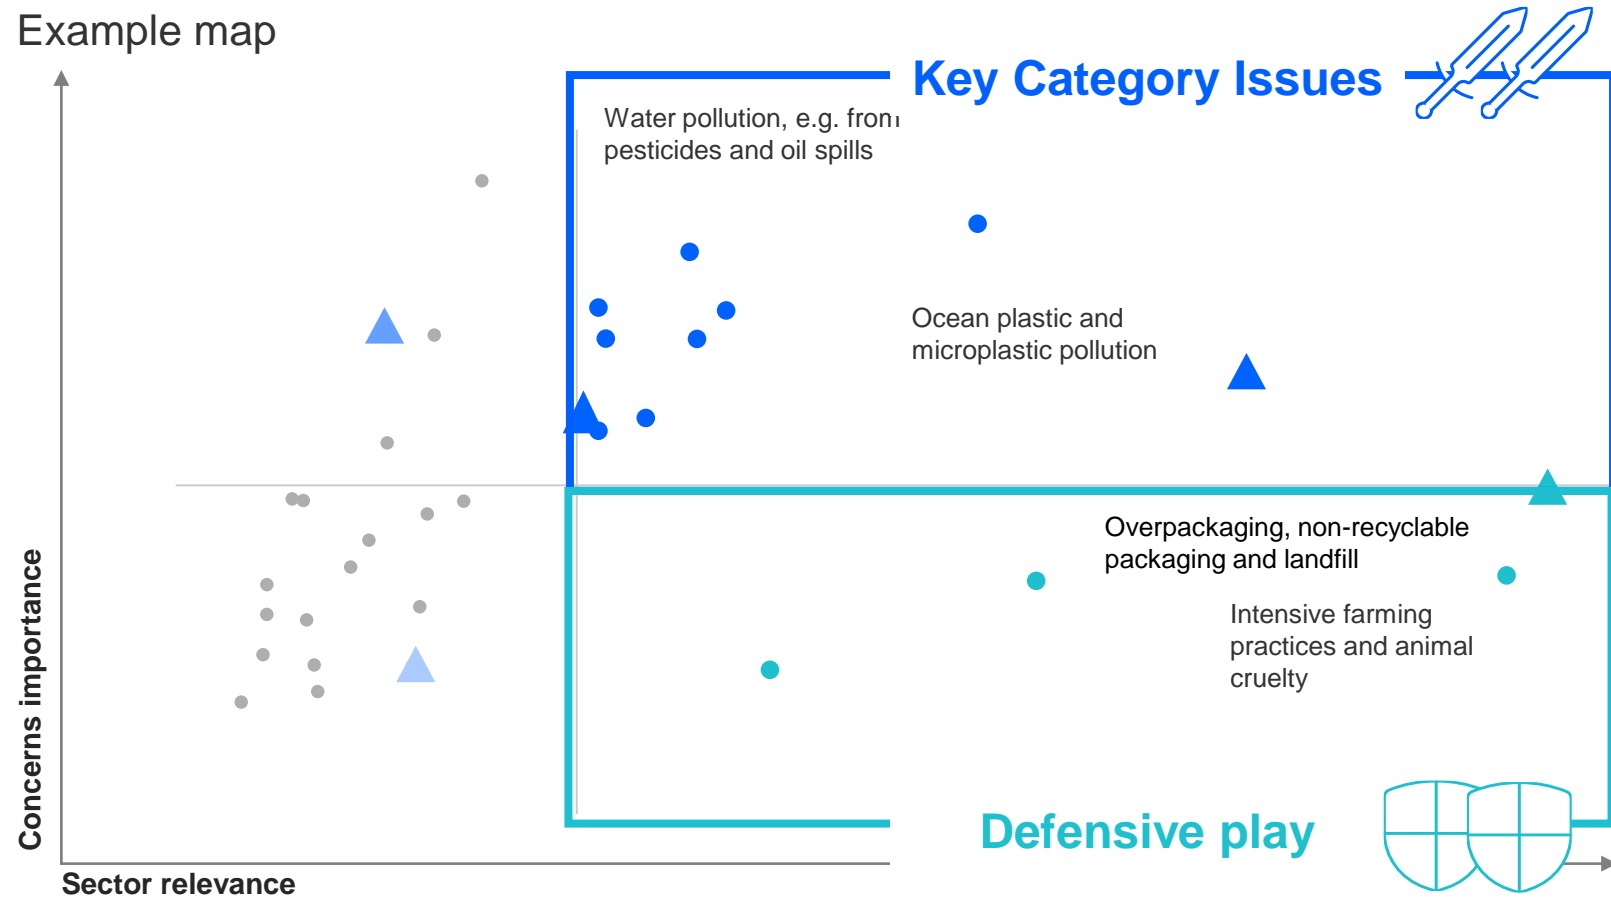 Example map
Key Category Issues
Water pollution, e.g. from
pesticides and oil spills
Ocean plastic and
microplastic pollution
Overpackaging, non-recyclable
packaging and landfill
Intensive farming
practices and animal
cruelty
Concerns importance
Defensive play
Sector relevance